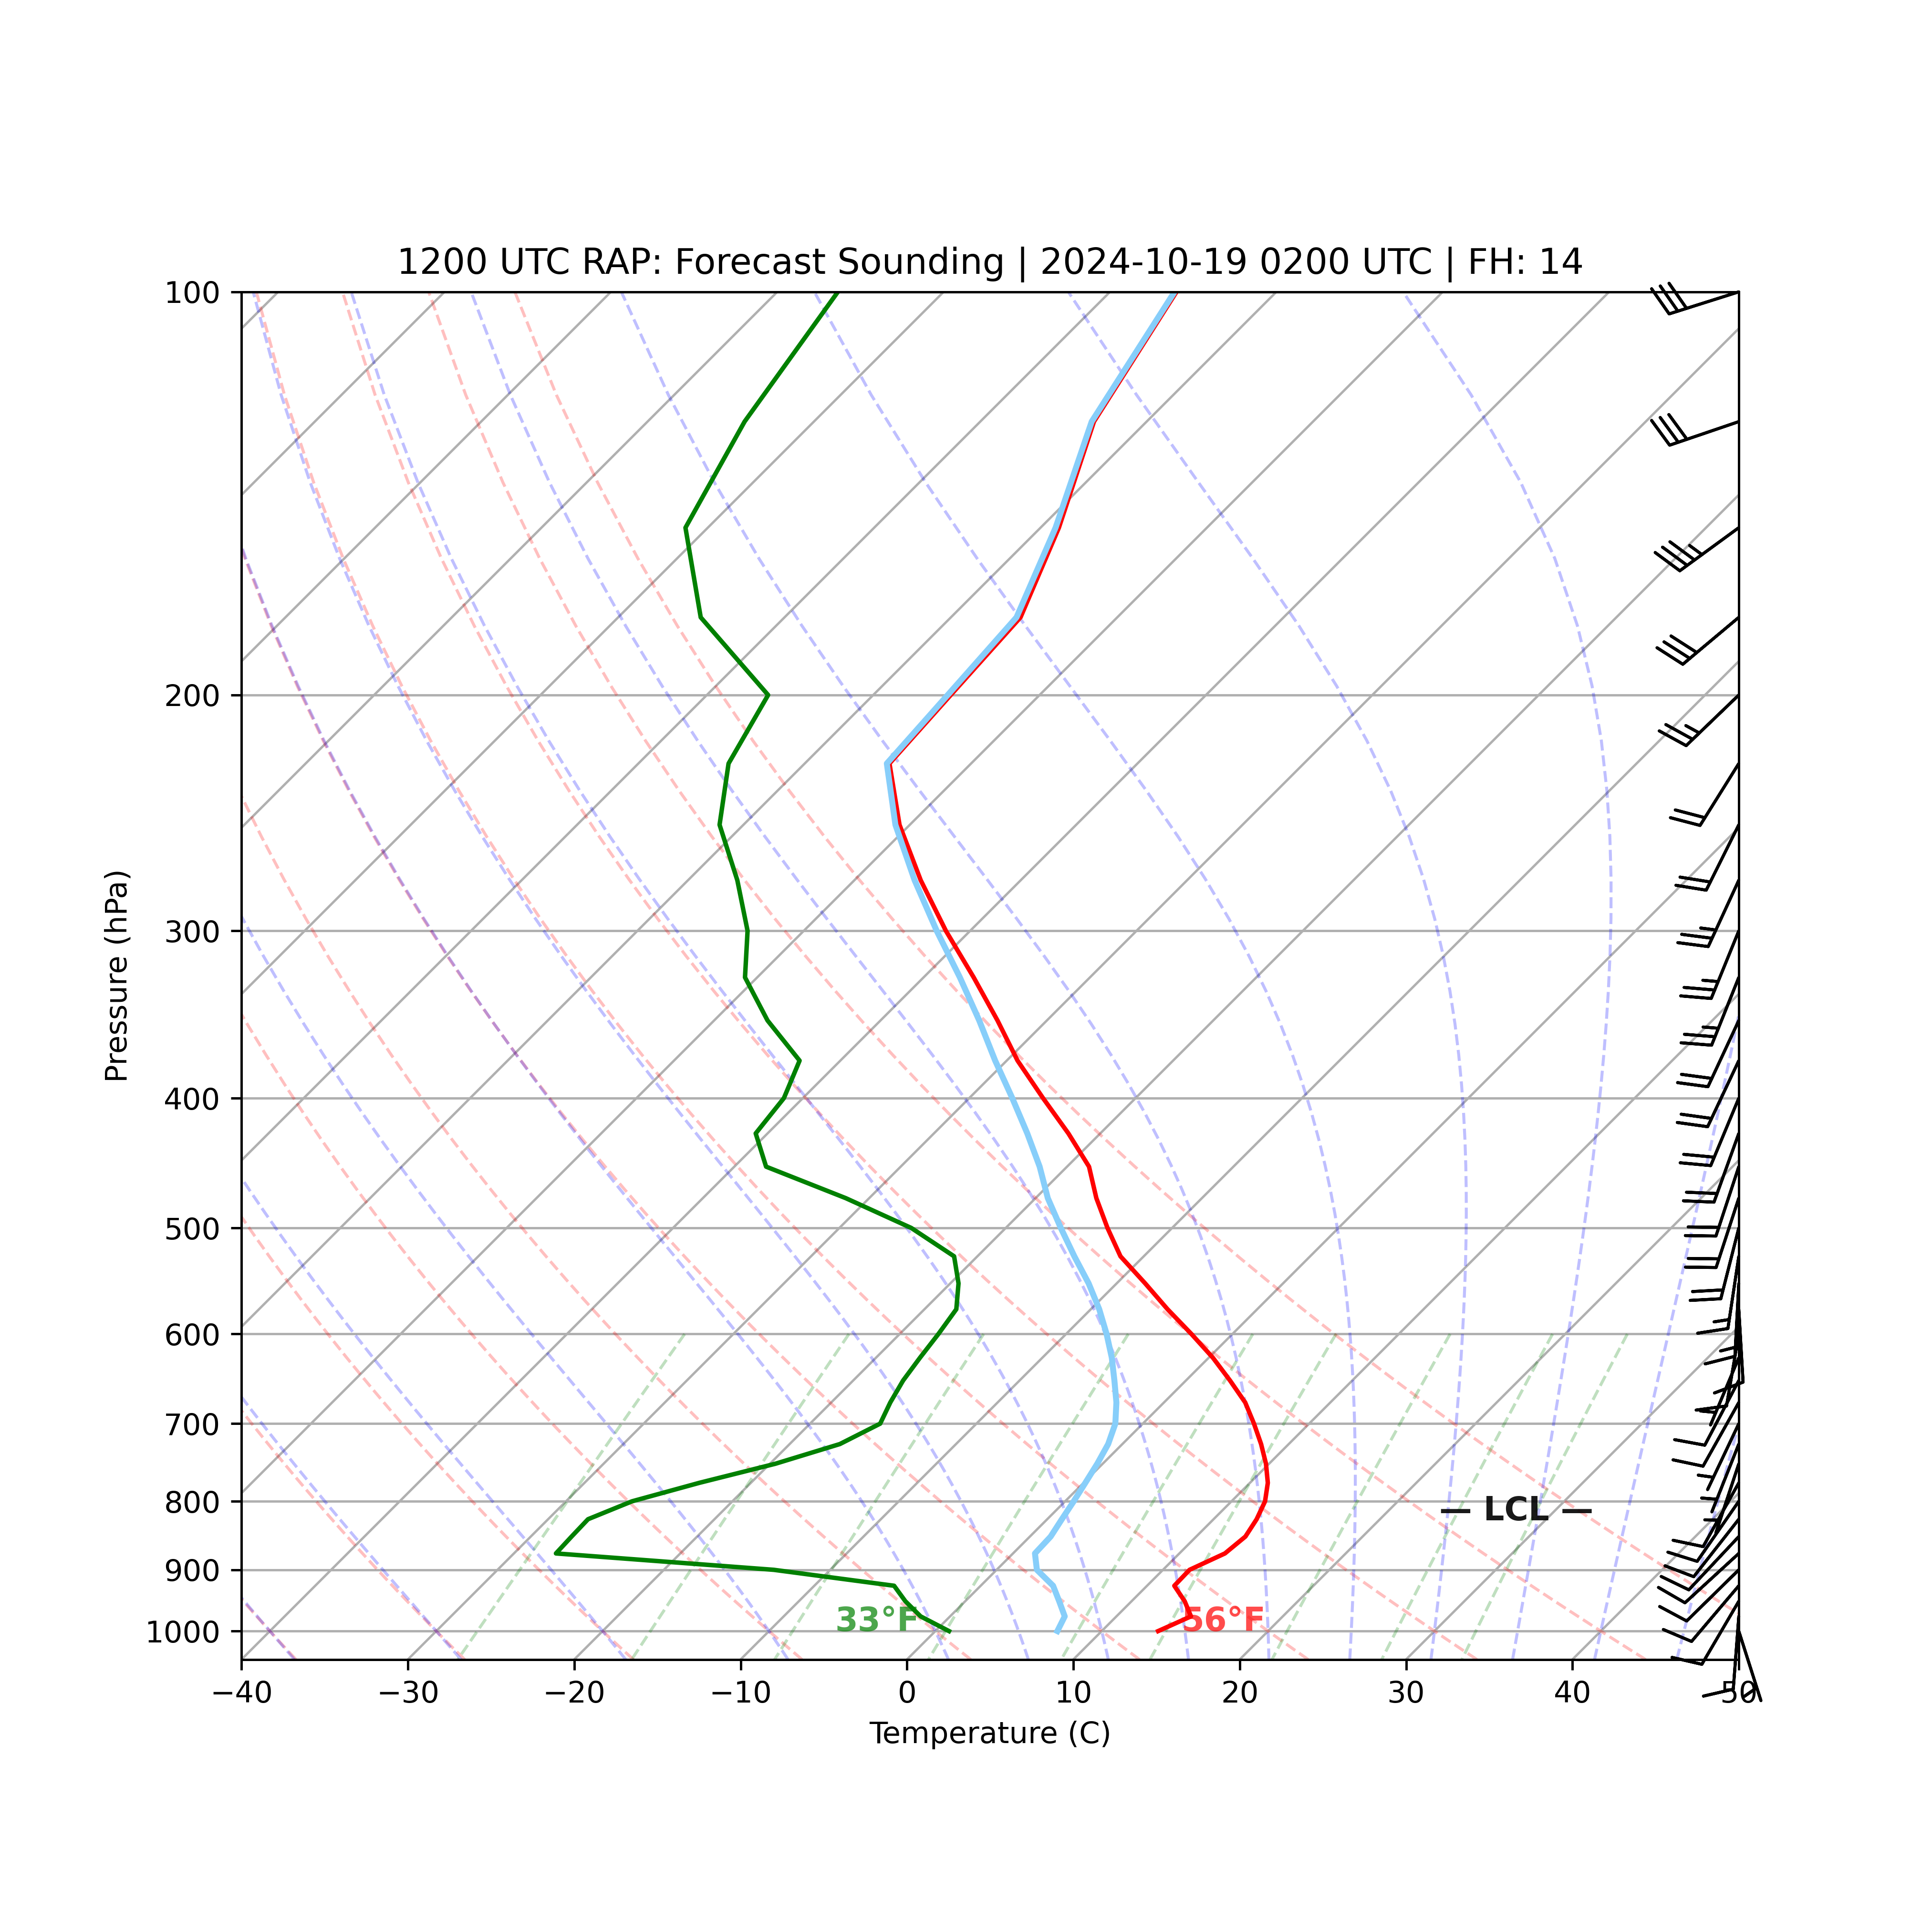 1200 UTC RAP: Forecast Sounding | 2024-10-19 0200 UTC | FH: 14
100
200
300
400
500
600
700
800
900
1000
Pressure (hPa)
— LCL —
33°F
56°F
−40 −30 −20 −10 0 10 20 30 40 50
Temperature (C)